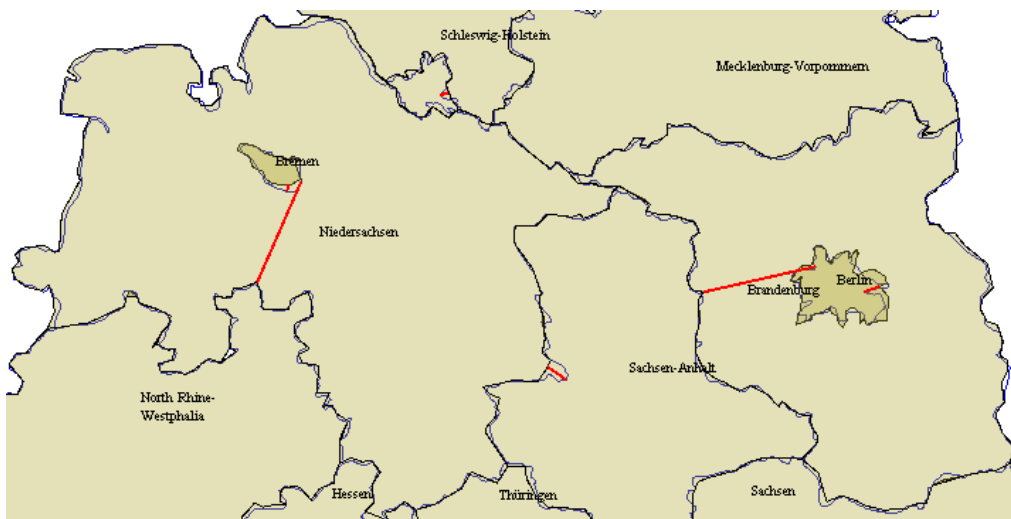 Schleswig-Holstein
Mecklenburg-Vorpommern
Bremen
Niedersachsen
Berlin
Brandenburg
Sachsen-Anhalt
North Rhine-
Westphalia
Hessen
Thüringen
Sachsen